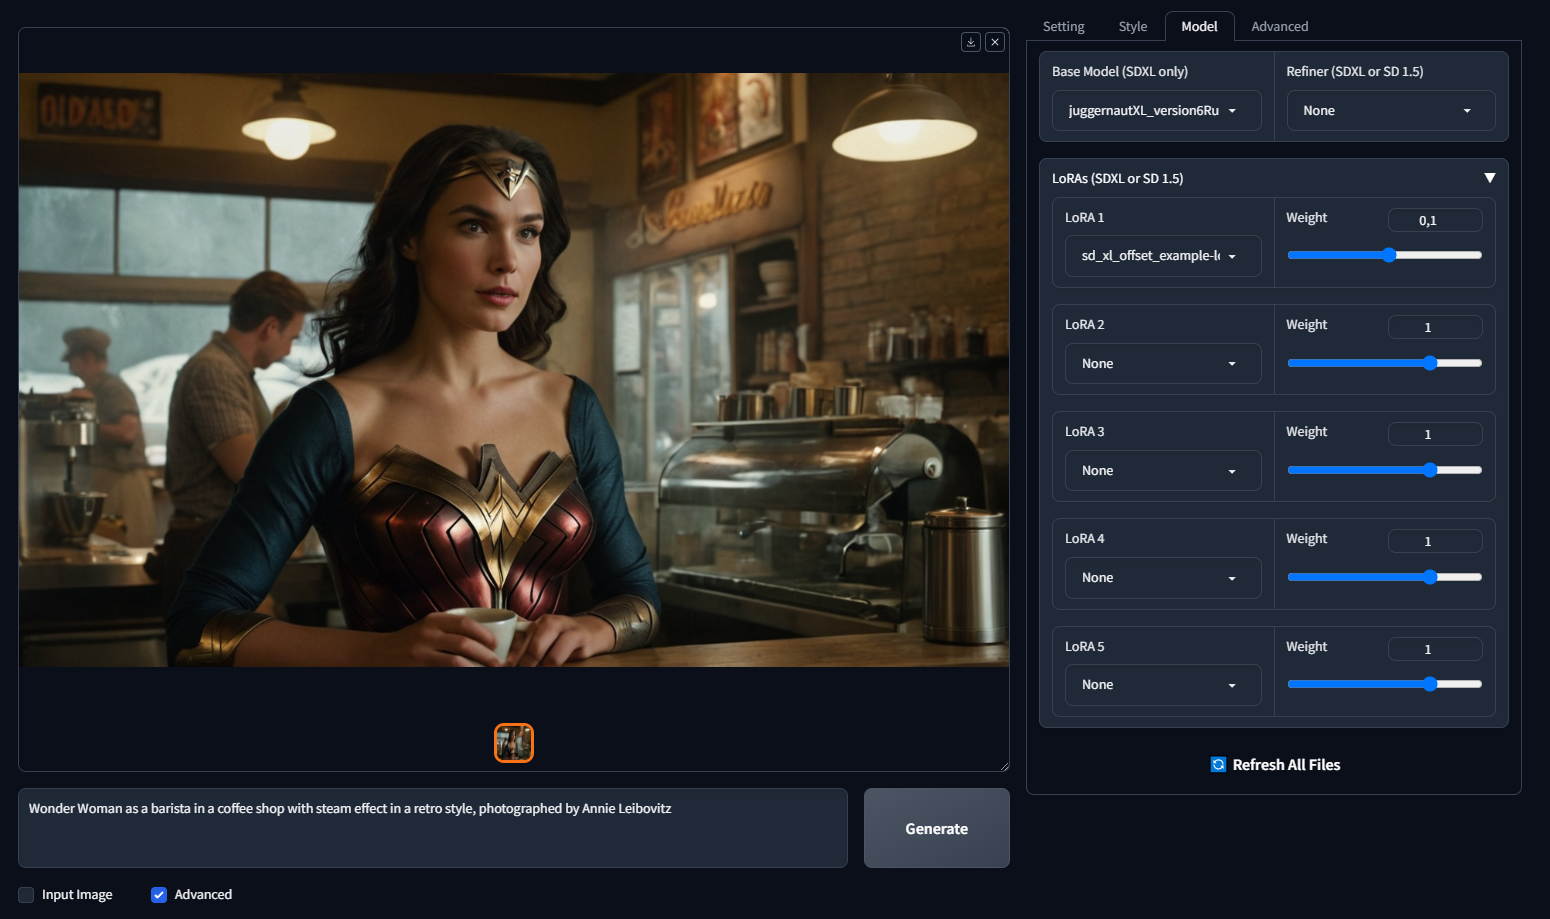 Setting
Style
Model
Advanced
Base Model (SDXL only)
Refiner (SDXL or SD 1.5)
juggernautXL_version6Ru
None
LoRAs (SDXL or SD 1.5)
LoRA 1
Weight
0,1
sd_xl_offset_example-l
LoRA 2
Weight
1
None
LoRA 3
Weight
1
None
LoRA 4
Weight
1
None
LoRA 5
Weight
1
None
Refresh All Files
Wonder Woman as a barista in a coffee shop with steam effect in a retro style, photographed by Annie Leibovitz
Generate
Input Image
Advanced